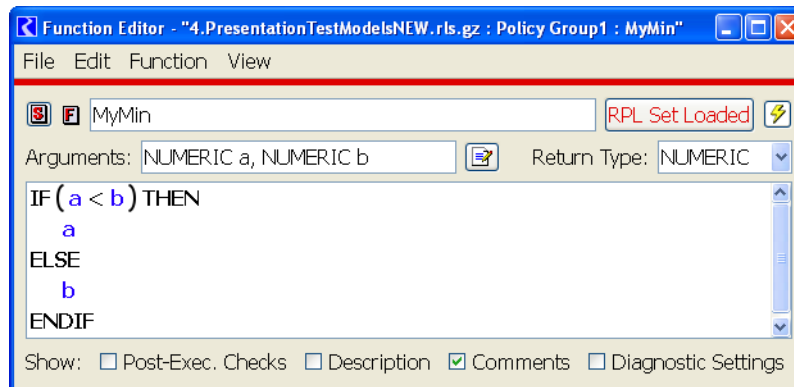 Function Editor - "4.PresentationTestModelsNEW.rls.gz : Policy Group1 : MyMin"
File Edit Function View
S F MyMin RPL Set Loaded
Arguments: NUMERIC a, NUMERIC b Return Type: NUMERIC
IF ( a < b ) THEN
a
ELSE
b
ENDIF
Show: Post-Exec. Checks Description Comments Diagnostic Settings